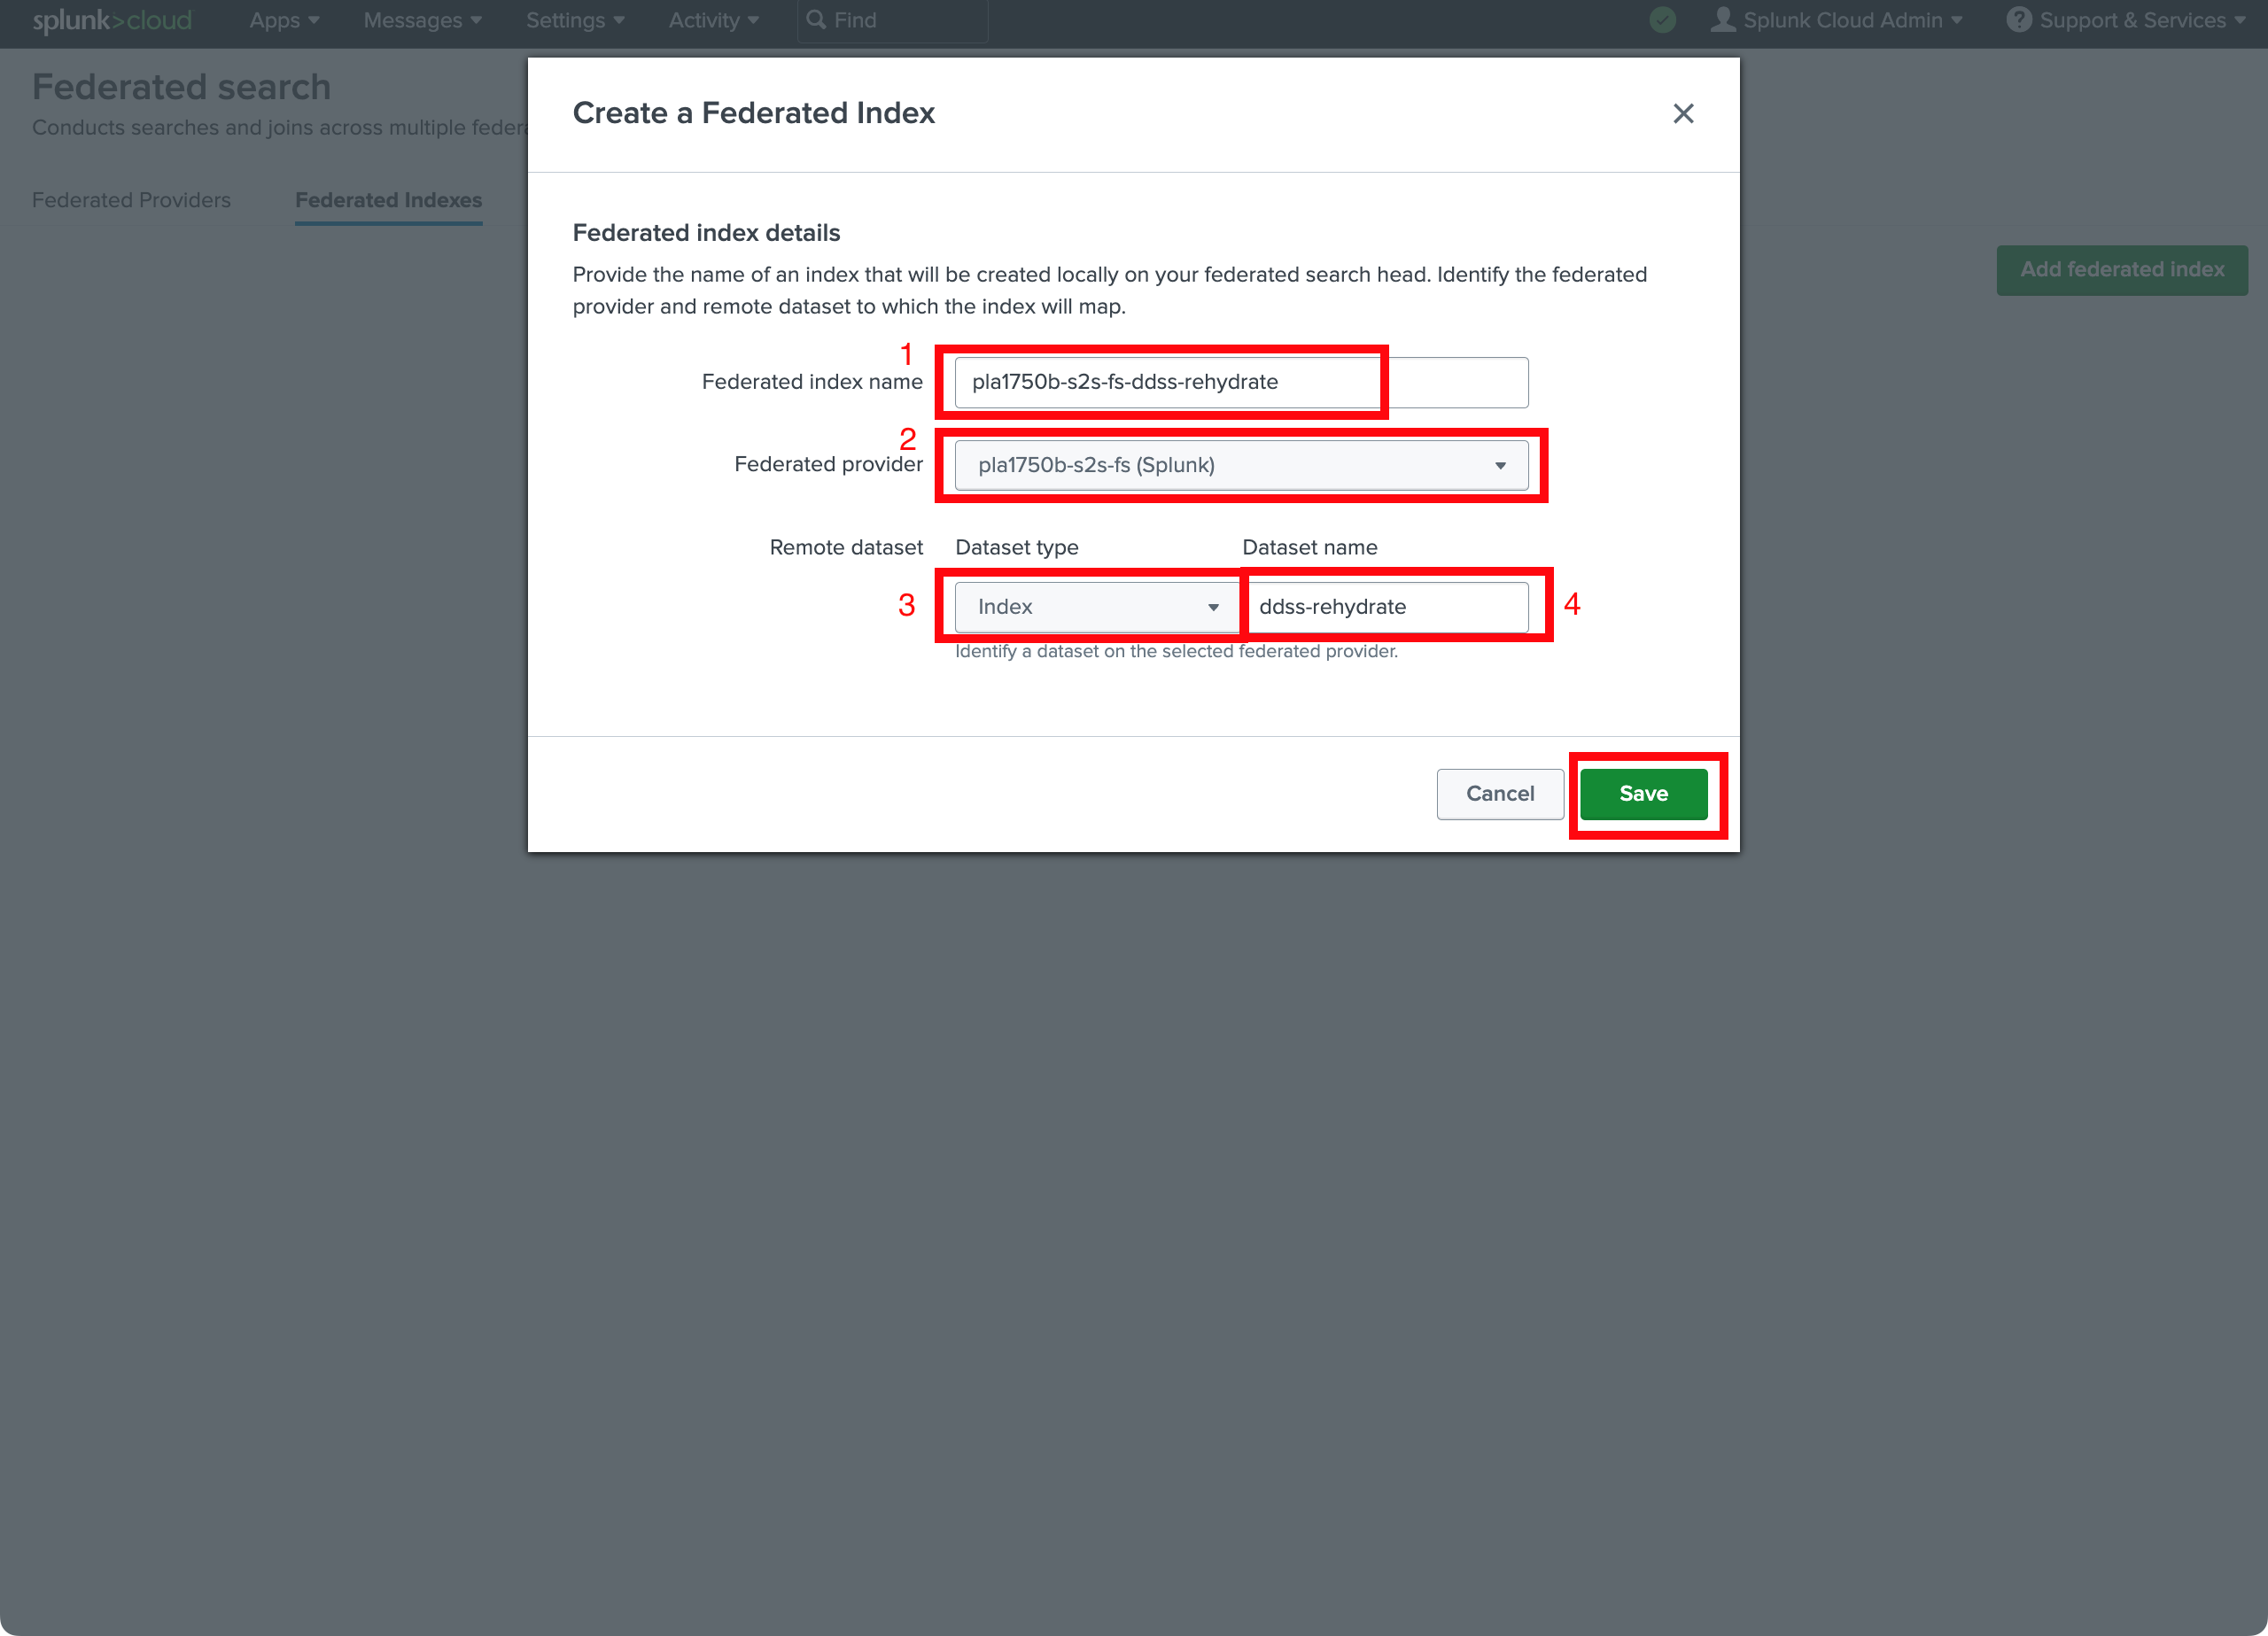 splunk>cloud Apps Messages Settings Activity Find Splunk Cloud Admin ? Support & Services
Federated search
Conducts searches and joins across multiple
Federated Providers Federated Indexes
Add federated index
Create a Federated Index
Federated index details
Provide the name of an index that will be created locally on your federated search head. Identify the federated
provider and remote dataset to which the index will map.
1
Federated index name pla1750b-s2s-fs-ddss-rehydrate
2
Federated provider pla1750b-s2s-fs (Splunk)
Remote dataset Dataset type Dataset name
3 Index ddss-rehydrate 4
Identify a dataset on the selected federated provider.
Cancel Save